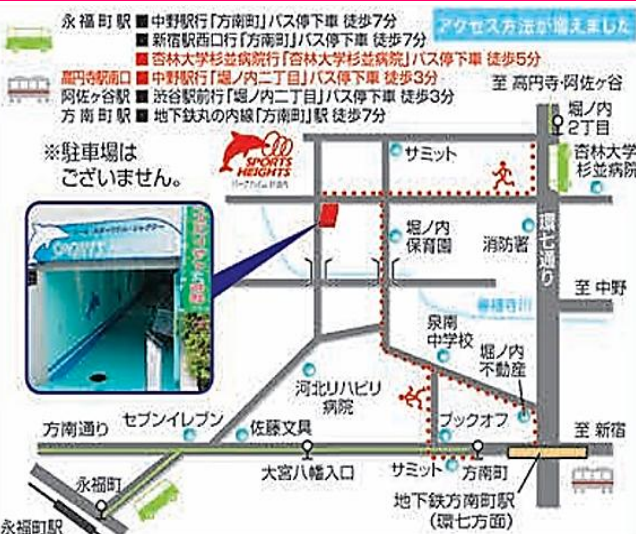 永福町駅 ■中野駅行「方南町」バス停下車 徒歩7分
■新宿駅西口行「方南町」バス停下車 徒歩7分
■杏林大学杉並病院行「杏林大学杉並病院」バス停下車 徒歩5分
高円寺駅南口 ■中野駅行「堀ノ内二丁目」バス停下車 徒歩3分
阿佐ヶ谷駅 ■渋谷駅前行「堀ノ内二丁目」バス停下車 徒歩3分
方南町駅 ■地下鉄丸の内線「方南町」駅 徒歩7分
アクセス方法が増えました
至 高円寺・阿佐ヶ谷
堀ノ内
2丁目
杏林大学
杉並病院
※駐車場は
ございません。
SPORTS
HEIGHTS
サミット
堀ノ内
保育園
消防署
環七通り
至 中野
善福寺川
泉南
中学校
堀ノ内
不動産
河北リハビリ
病院
ブックオフ
方南通り
セブンイレブン
佐藤文具
至 新宿
大宮八幡入口
サミット
方南町
永福町
永福町駅
地下鉄方南町駅
(環七方面)